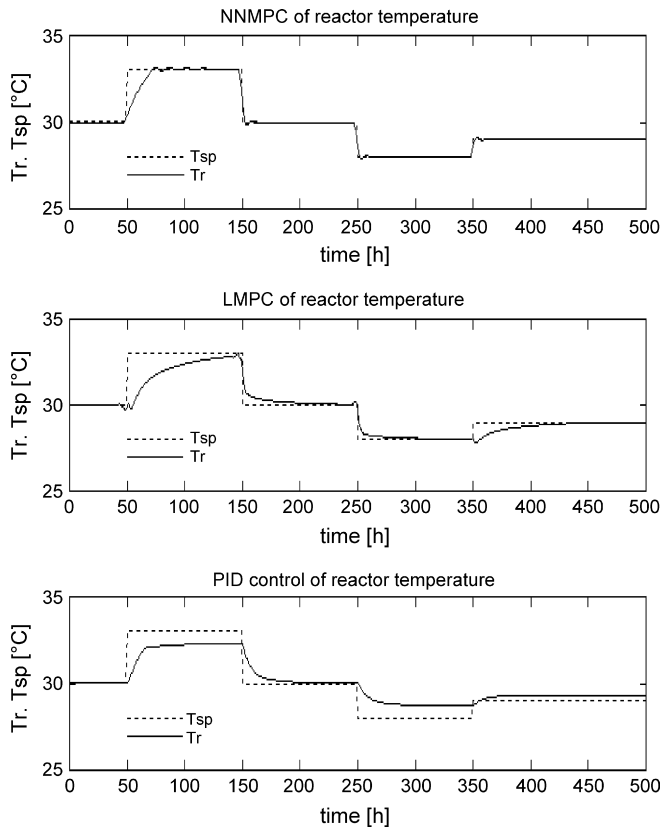 NNMPC of reactor temperature
35
30
25
Tr. Tsp [°C]
Tsp
Tr
0 50 100 150 200 250 300 350 400 450 500
time [h]
LMPC of reactor temperature
35
30
25
Tr. Tsp [°C]
Tsp
Tr
0 50 100 150 200 250 300 350 400 450 500
time [h]
PID control of reactor temperature
35
30
25
Tr. Tsp [°C]
Tsp
Tr
0 50 100 150 200 250 300 350 400 450 500
time [h]